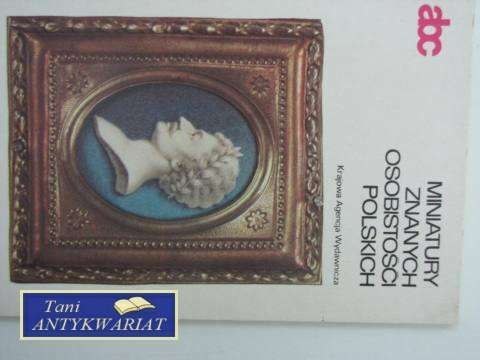 abc
MINIATURY
ZNANYCH
OSOBISTOŚCI
POLSKICH
Krajowa Agencja Wydawnicza
Tani
ANTYKWARIAT